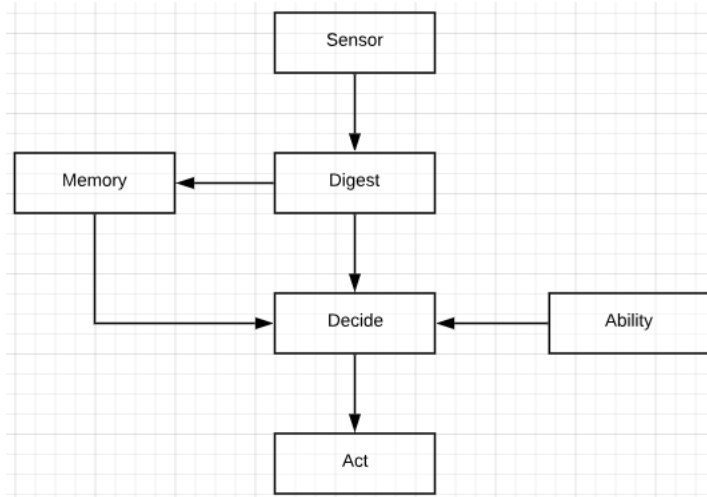 Sensor
Memory
Digest
Decide
Ability
Act